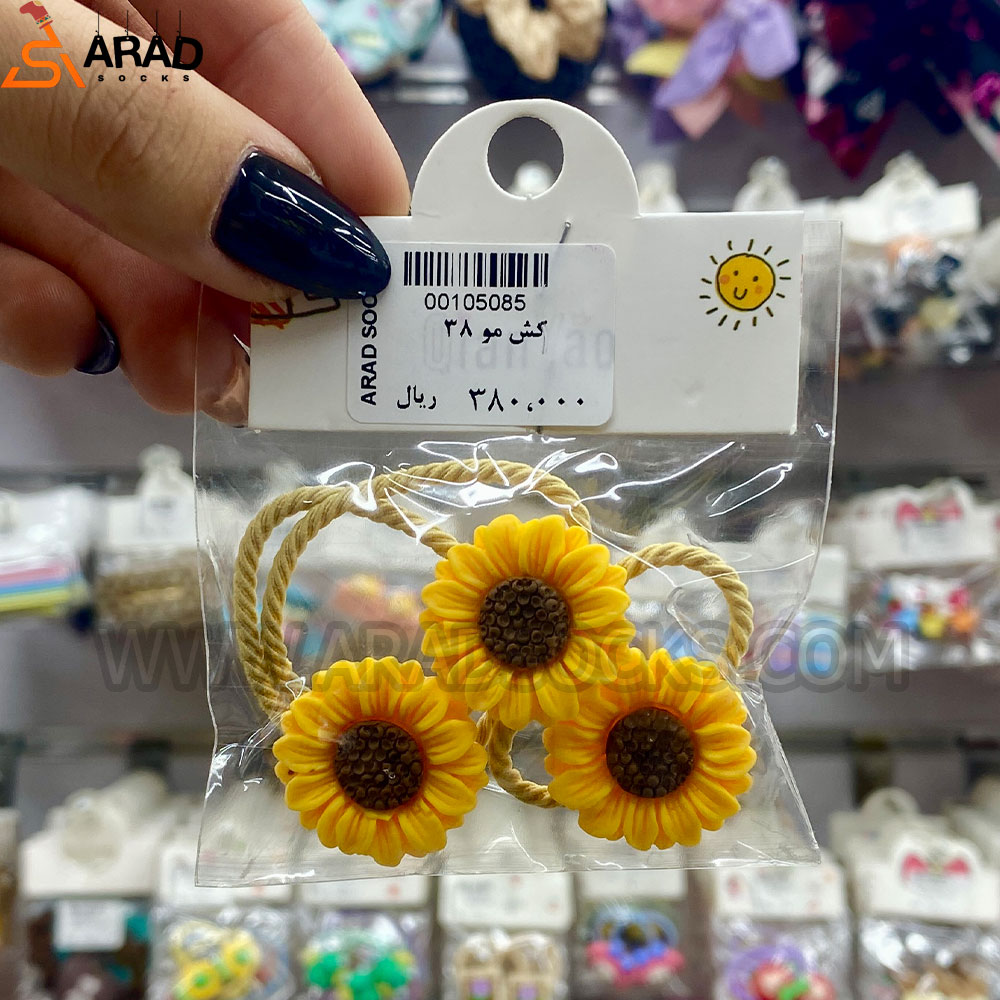 ARAD
SOCKS
00105085
کش مو ۳۸
ARAD SOC
۳۸۰،۰۰۰ ریال
WWW.ARADSOCKS.COM